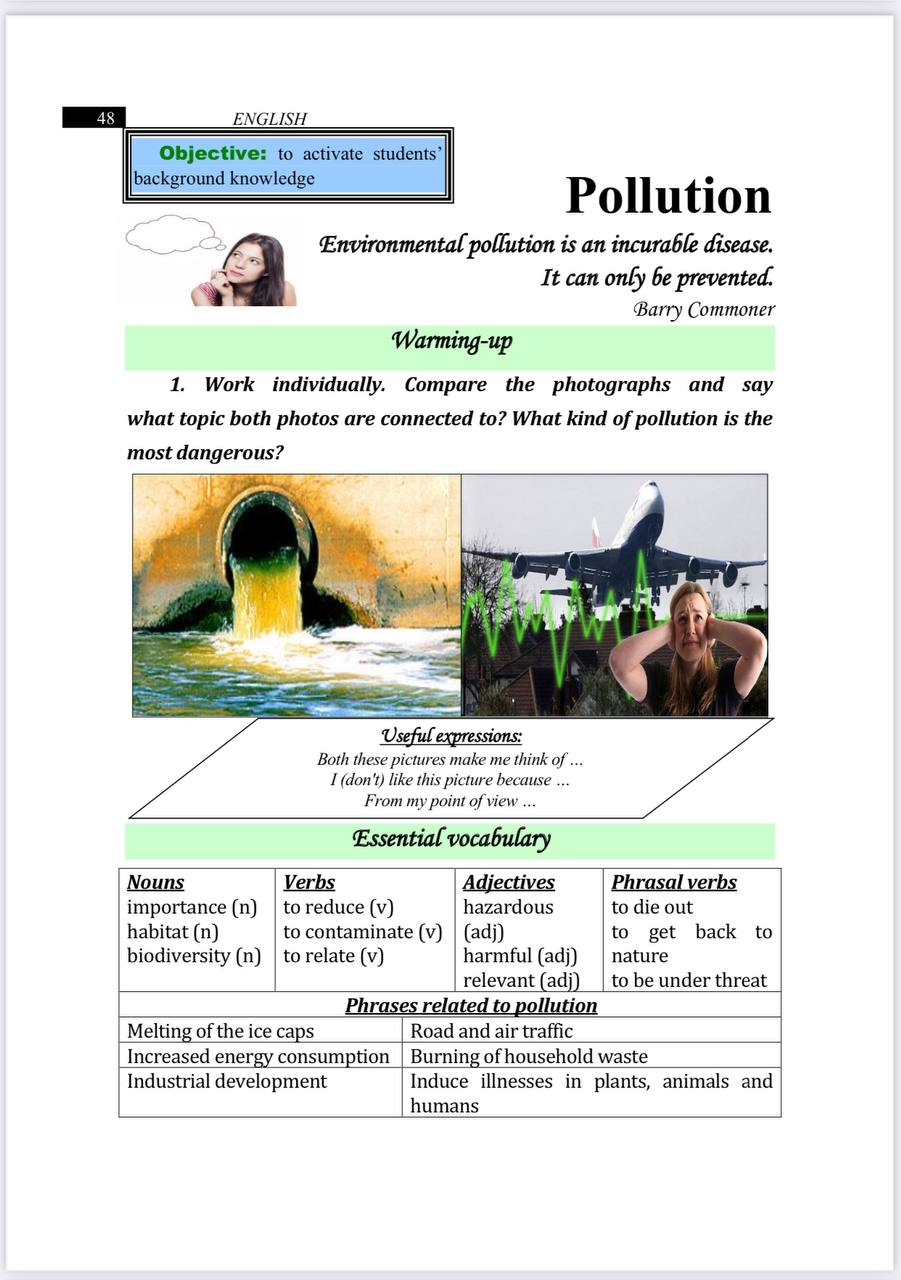 48 ENGLISH
Objective: to activate students’
background knowledge
Pollution
Environmental pollution is an incurable disease.
It can only be prevented.
Barry Commoner
Warming-up
1. Work individually. Compare the photographs and say
what topic both photos are connected to? What kind of pollution is the
most dangerous?
Useful expressions:
Both these pictures make me think of …
I (don't) like this picture because …
From my point of view …
Essential vocabulary
Nouns
importance (n)
habitat (n)
biodiversity (n)
Verbs
to reduce (v)
to contaminate (v)
to relate (v)
Adjectives
hazardous
(adj)
harmful (adj)
relevant (adj)
Phrasal verbs
to die out
to get back to
nature
to be under threat
Phrases related to pollution
Melting of the ice caps
Road and air traffic
Increased energy consumption
Burning of household waste
Industrial development
Induce illnesses in plants, animals and
humans